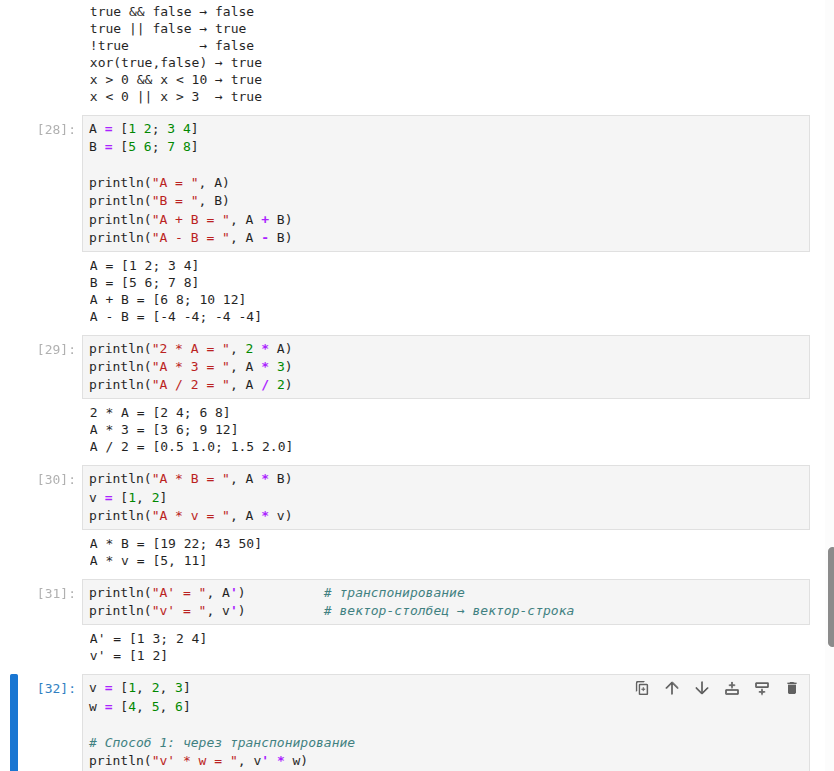 true && false → false
true || false → true
!true         → false
xor(true,false) → true
x > 0 && x < 10 → true
x < 0 || x > 3  → true
[28]:
A = [1 2; 3 4]
B = [5 6; 7 8]
println("A = ", A)
println("B = ", B)
println("A + B = ", A + B)
println("A - B = ", A - B)
A = [1 2; 3 4]
B = [5 6; 7 8]
A + B = [6 8; 10 12]
A - B = [-4 -4; -4 -4]
[29]:
println("2 * A = ", 2 * A)
println("A * 3 = ", A * 3)
println("A / 2 = ", A / 2)
2 * A = [2 4; 6 8]
A * 3 = [3 6; 9 12]
A / 2 = [0.5 1.0; 1.5 2.0]
[30]:
println("A * B = ", A * B)
v = [1, 2]
println("A * v = ", A * v)
A * B = [19 22; 43 50]
A * v = [5, 11]
[31]:
println("A' = ", A')          # транспонирование
println("v' = ", v')          # вектор-столбец → вектор-строка
A' = [1 3; 2 4]
v' = [1 2]
[32]:
v = [1, 2, 3]
w = [4, 5, 6]
# Способ 1: через транспонирование
println("v' * w = ", v' * w)